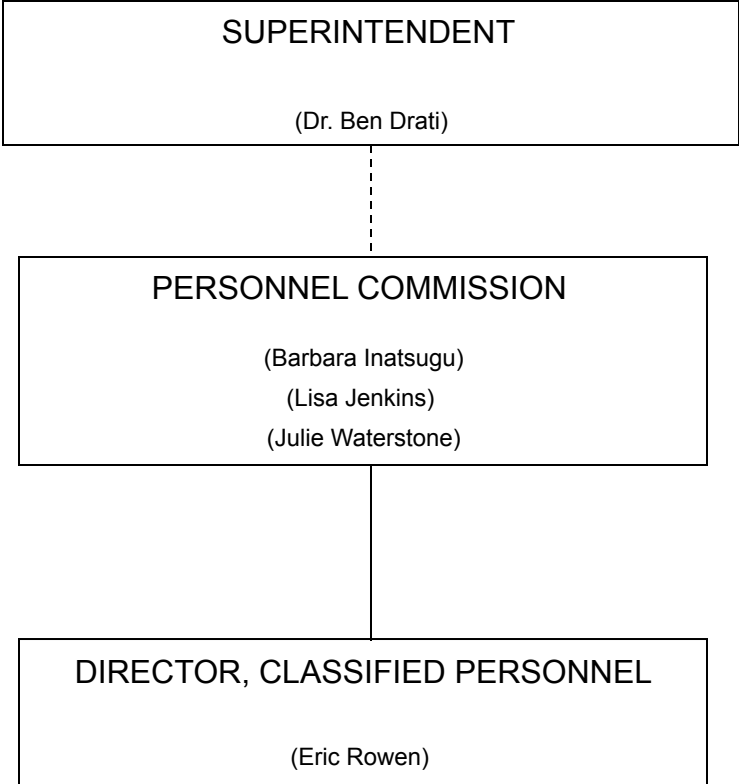 SUPERINTENDENT
(Dr. Ben Drati)
PERSONNEL COMMISSION
(Barbara Inatsugu)
(Lisa Jenkins)
(Julie Waterstone)
DIRECTOR, CLASSIFIED PERSONNEL
(Eric Rowen)